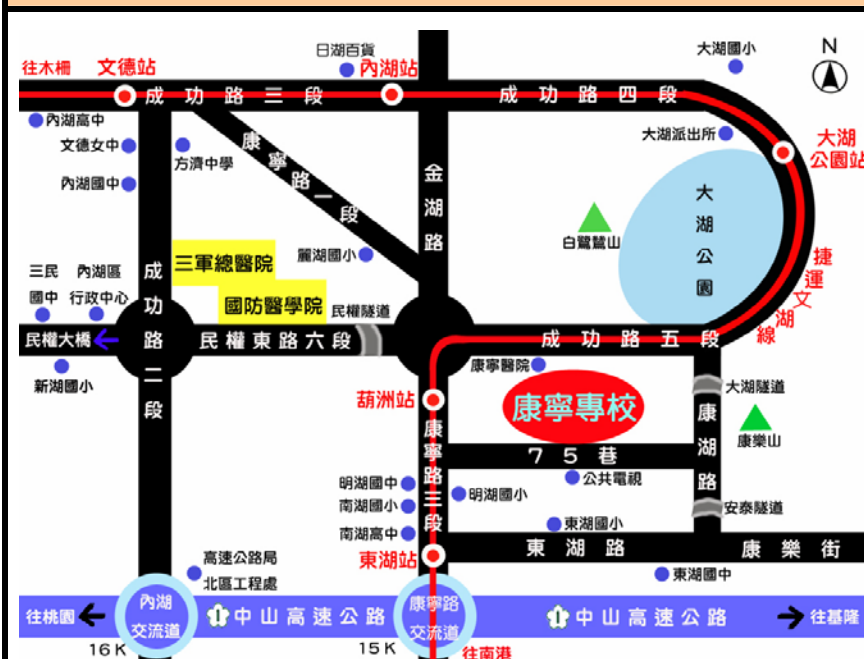 日湖百貨
大湖國小
N
往木柵
文德站
內湖站
成功路三段
成功路四段
內湖高中
文德女中
方濟中學
內湖國中
康寧路一段
金湖路
大湖派出所
大湖
公園站
大湖公園
白鷺鷥山
捷運文湖線
三軍總醫院
麗湖國小
國防醫學院
民權隧道
三民
國中
內湖區
行政中心
成功路二段
民權大橋
民權東路六段
成功路五段
新湖國小
康寧醫院
康寧專校
大湖隧道
葫洲站
康寧路三段
康湖路
康樂山
75巷
明湖國中
明湖國小
公共電視
南湖國小
安泰隧道
南湖高中
東湖國小
東湖站
東湖路
康樂街
高速公路局
北區工程處
東湖國中
往桃園
內湖
交流道
1
中山高速公路
康寧路
交流道
1
中山高速公路
往基隆
16K
15K
往南港